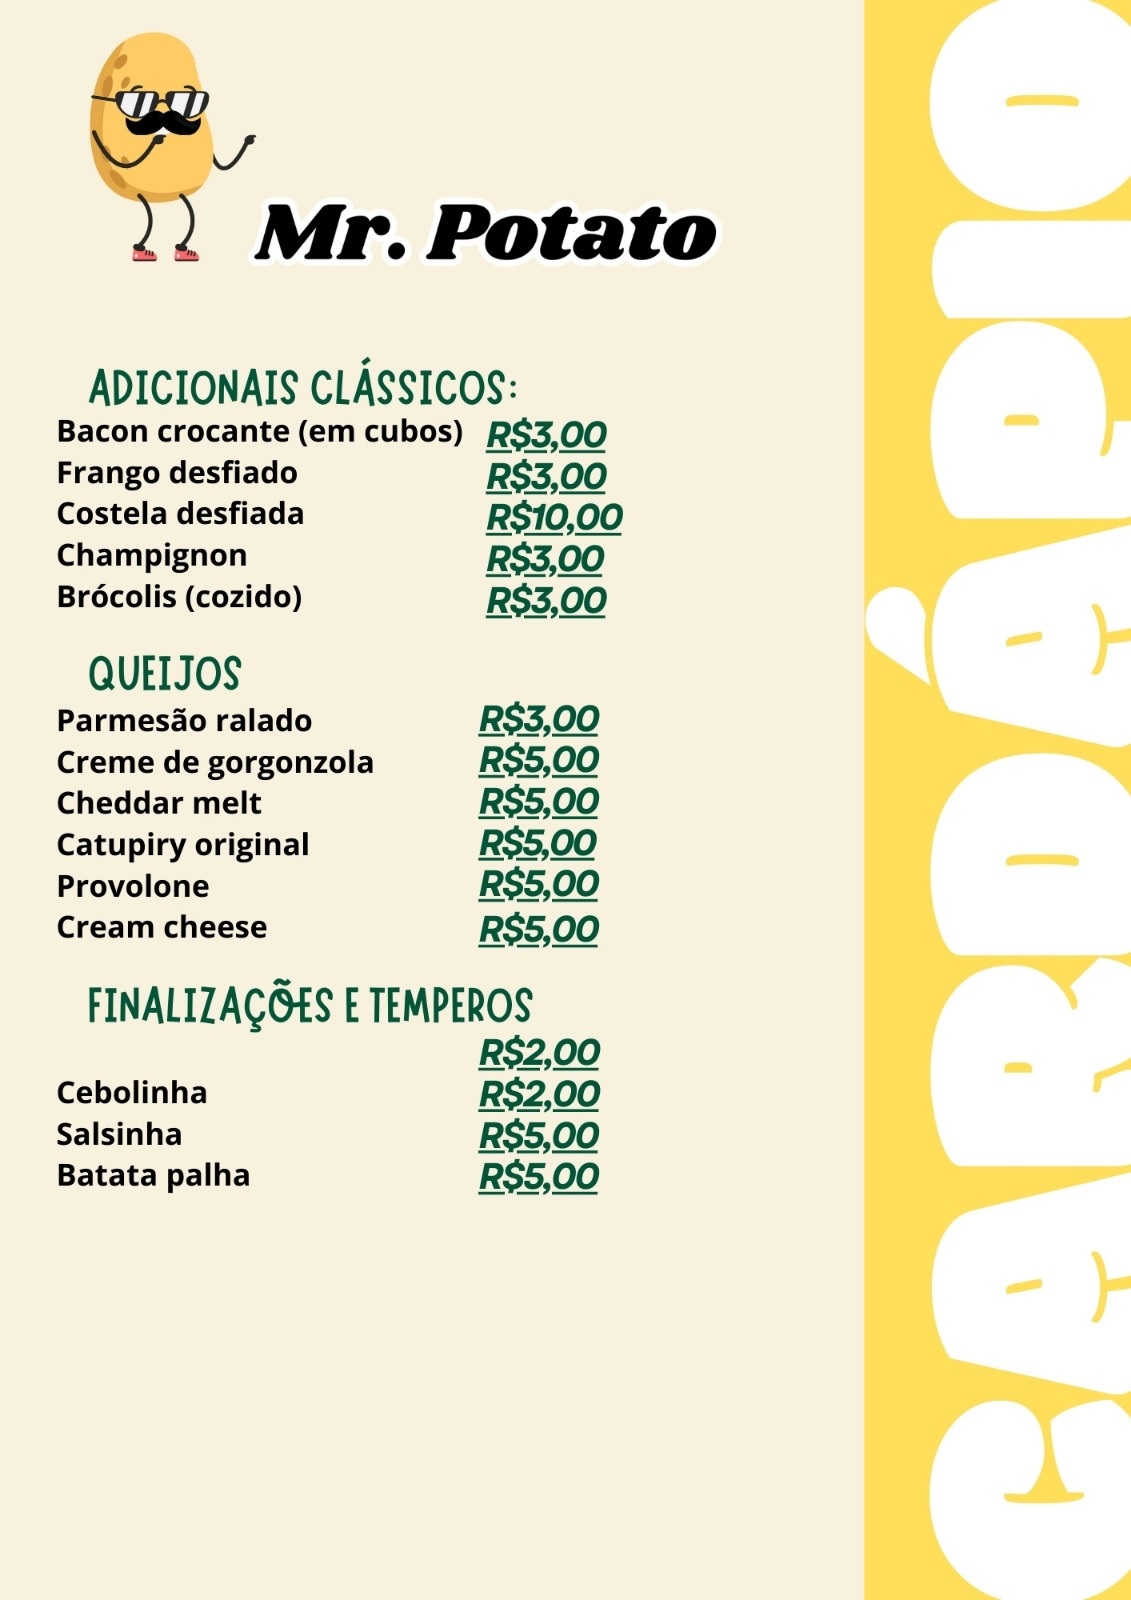 Mr. Potato
ADICIONAIS CLÁSSICOS:
Bacon crocante (em cubos) R$3,00
Frango desfiado R$3,00
Costela desfiada R$10,00
Champignon R$3,00
Brócolis (cozido) R$3,00
QUEIJOS
Parmesão ralado R$3,00
Creme de gorgonzola R$5,00
Cheddar melt R$5,00
Catupiry original R$5,00
Provolone R$5,00
Cream cheese R$5,00
FINALIZAÇÕES E TEMPEROS
R$2,00
Cebolinha R$2,00
Salsinha R$5,00
Batata palha R$5,00
CARDÁPIO